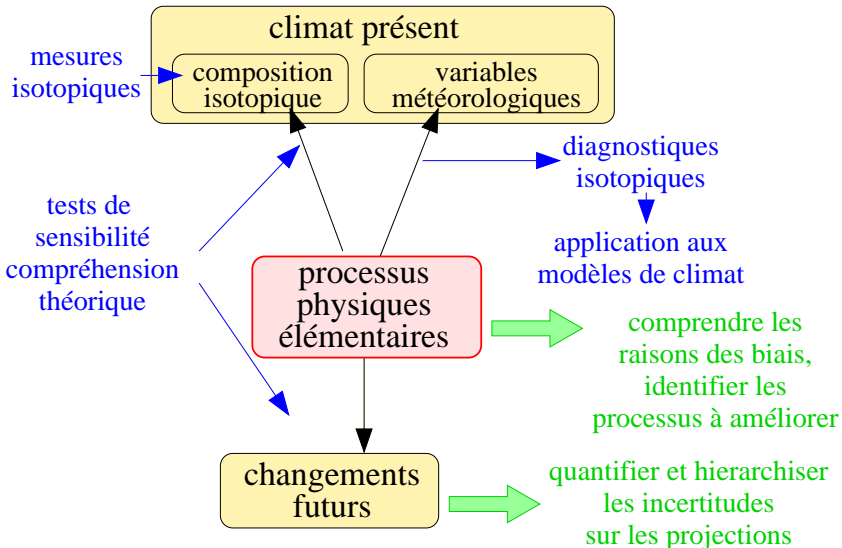 climat présent
mesures
isotopiques
composition
isotopique
variables
météorologiques
diagnostiques
isotopiques
application aux
modèles de climat
tests de
sensibilité
compréhension
théorique
processus
physiques
élémentaires
comprendre les
raisons des biais,
identifier les
processus à améliorer
changements
futurs
quantifier et hierarchiser
les incertitudes
sur les projections